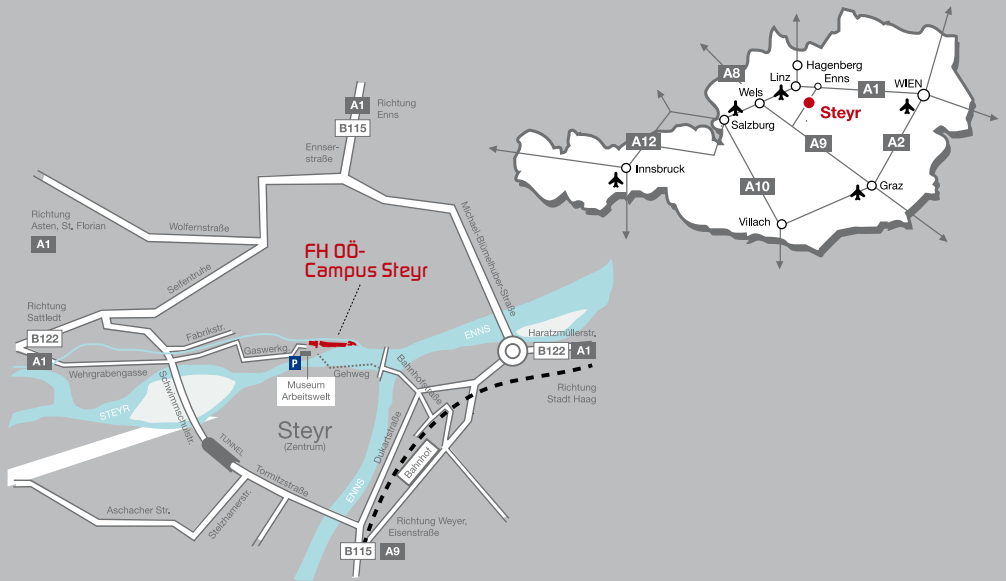 A1
Richtung
Enns
B115
Ennser-
straße
Richtung
Asten, St. Florian
A1
Wolfernstraße
Seifentruhe
FH OÖ-
Campus Steyr
Michael-Blümelhuber-Straße
Richtung
Sattledt
B122
A1
Fabrikstr.
Gaswerkg
Wehrgrabengasse
P
Museum
Arbeitswelt
Gehweg
Bahnhofstraße
ENNS
Haratzmüllerstr.
B122
A1
Richtung
Stadt Haag
STEYR
Schwimmschulstr.
TUNNEL
Steyr
(Zentrum)
Dukartstraße
Bahnhof
Tomitzstraße
ENNS
Aschacher Str.
Stelzhamerstr.
Richtung Weyer,
Eisenstraße
B115
A9
A8
Hagenberg
Linz
Enns
A1
WIEN
Wels
Steyr
Salzburg
A12
A9
A2
Innsbruck
A10
Graz
Villach